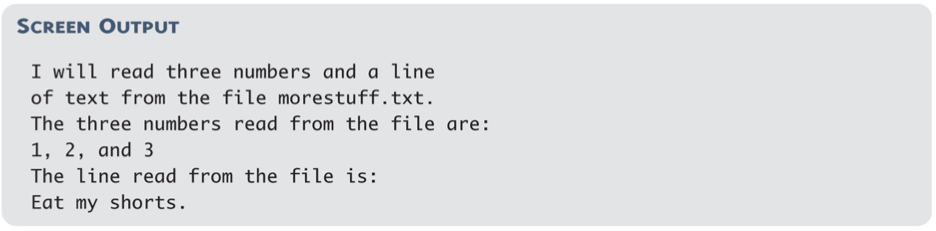 SCREEN OUTPUT
I will read three numbers and a line
of text from the file morestuff.txt.
The three numbers read from the file are:
1, 2, and 3
The line read from the file is:
Eat my shorts.